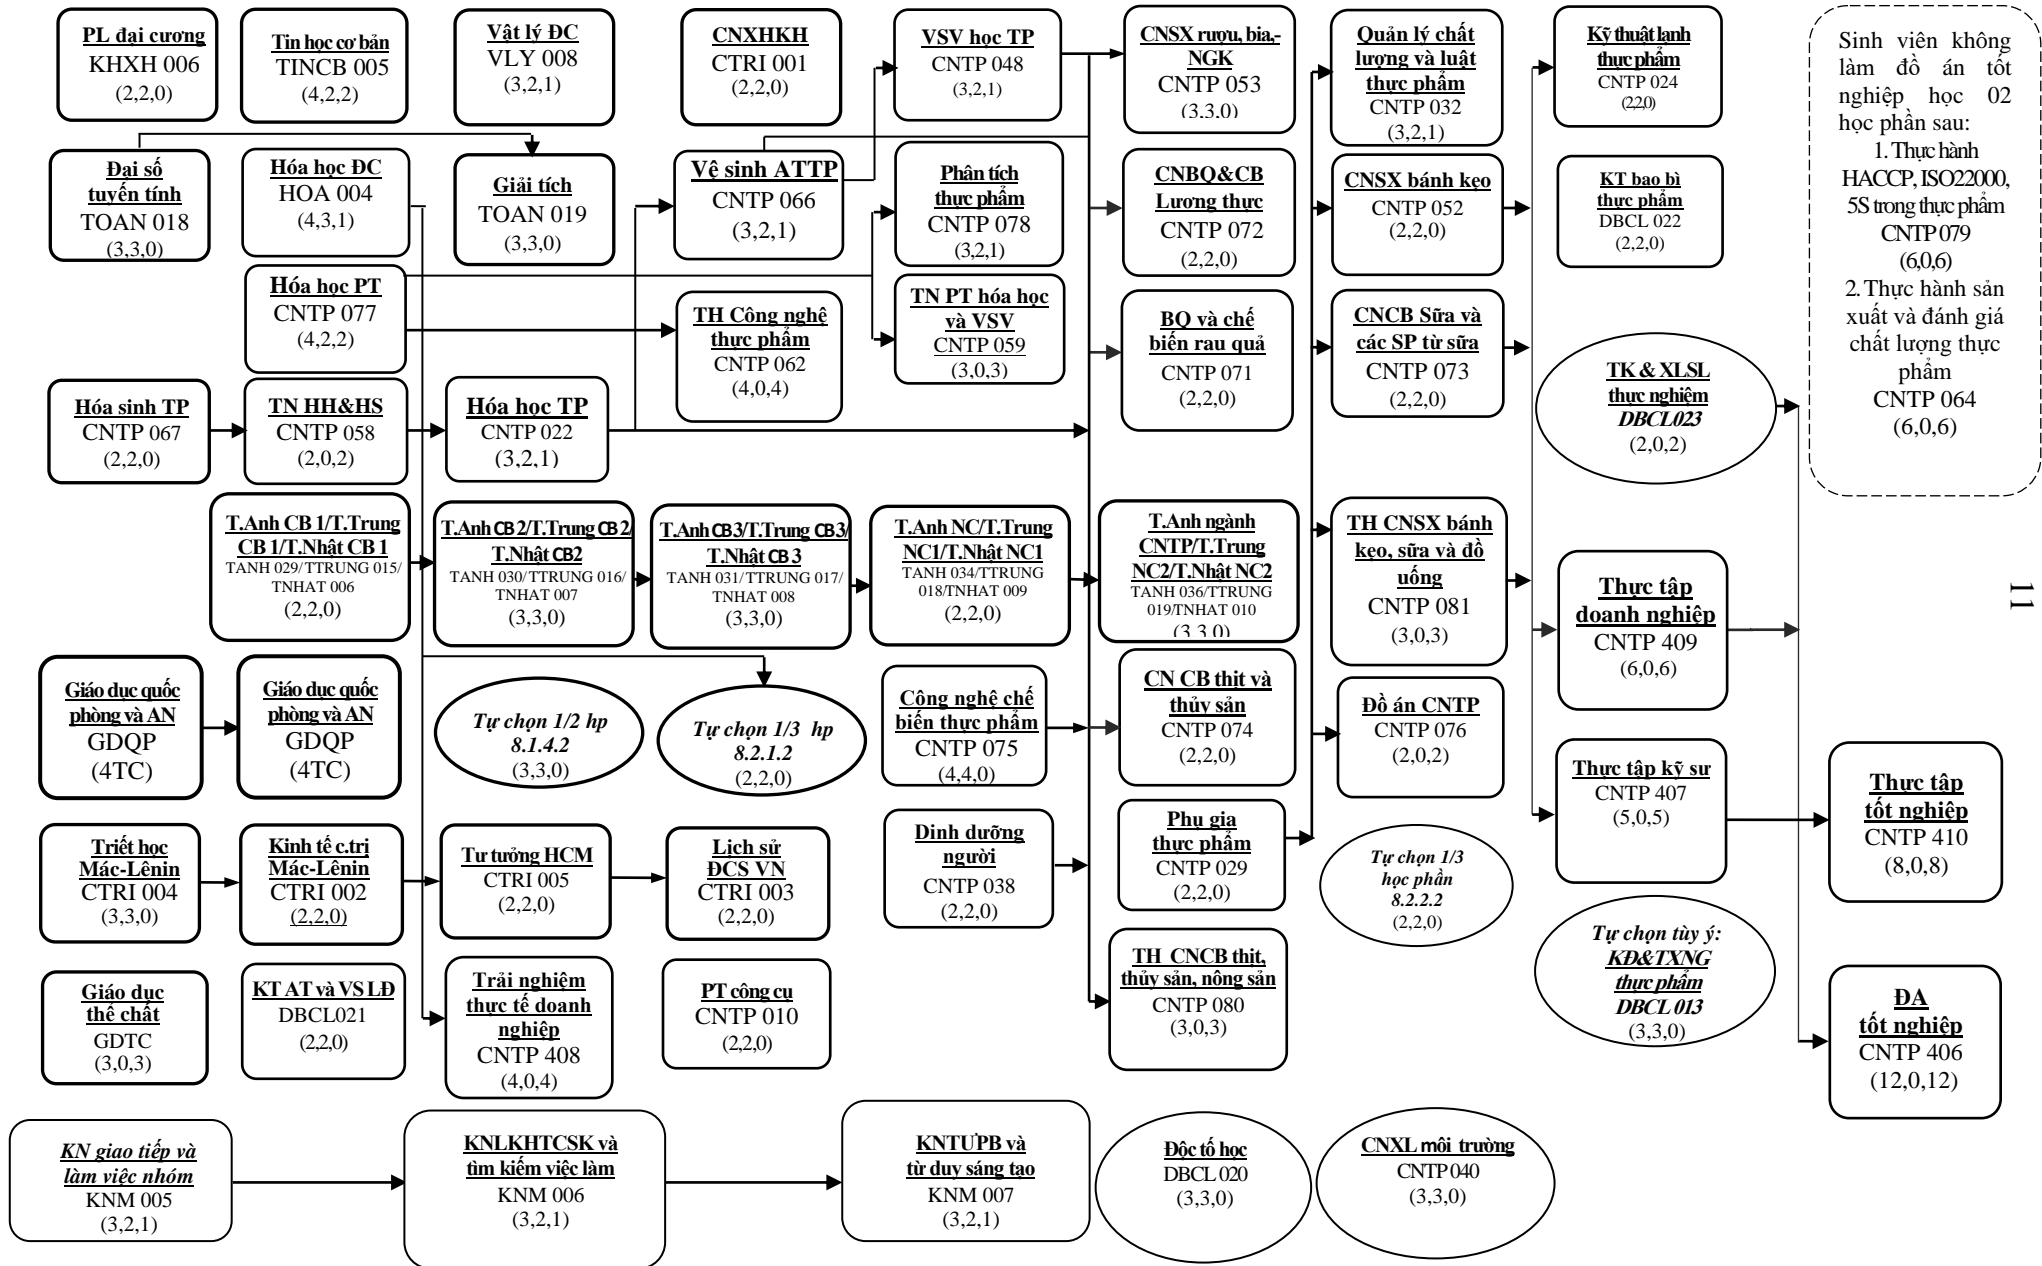 PL đại cương
KHXH 006
(2,2,0)
Tin học cơ bản
TINCB 005
(4,2,2)
Vật lý ĐC
VLY 008
(3,2,1)
CNXHKH
CTRI 001
(2,2,0)
VSV học TP
CNTP 048
(3,2,1)
CNSX rượu, bia,-
NGK
CNTP 053
(3,3,0)
Quản lý chất
lượng và luật
thực phẩm
CNTP 032
(3,2,1)
Kỹ thuật lạnh
thực phẩm
CNTP 024
(2,2,0)
Sinh viên không
làm đồ án tốt
nghiệp học 02
học phần sau:
1. Thực hành
HACCP, ISO22000,
5S trong thực phẩm
CNTP 079
(6,0,6)
2. Thực hành sản
xuất và đánh giá
chất lượng thực
phẩm
CNTP 064
(6,0,6)
Đại số
tuyến tính
TOAN 018
(3,3,0)
Hóa học ĐC
HOA 004
(4,3,1)
Giải tích
TOAN 019
(3,3,0)
Vệ sinh ATTP
CNTP 066
(3,2,1)
Phân tích
thực phẩm
CNTP 078
(3,2,1)
CNBQ&CB
Lương thực
CNTP 072
(2,2,0)
CNSX bánh kẹo
CNTP 052
(2,2,0)
KT bao bì
thực phẩm
DBCL 022
(2,2,0)
Hóa học PT
CNTP 077
(4,2,2)
TH Công nghệ
thực phẩm
CNTP 062
(4,0,4)
TN PT hóa học
và VSV
CNTP 059
(3,0,3)
BQ và chế
biến rau quả
CNTP 071
(2,2,0)
CNCB Sữa và
các SP từ sữa
CNTP 073
(2,2,0)
TK & XLSL
thực nghiệm
DBCL023
(2,0,2)
Hóa sinh TP
CNTP 067
(2,2,0)
TN HH&HS
CNTP 058
(2,0,2)
Hóa học TP
CNTP 022
(3,2,1)
T.Anh CB 1/T.Trung
CB 1/T.Nhật CB 1
TANH 029/TTRUNG 015/
TNHAT 006
(2,2,0)
T.Anh CB 2/T.Trung CB 2/
T.Nhật CB2
TANH 030/TTRUNG 016/
TNHAT 007
(3,3,0)
T.Anh CB3/T.Trung CB3/
T.Nhật CB 3
TANH 031/TTRUNG 017/
TNHAT 008
(3,3,0)
T.Anh NC/T.Trung
NC1/T.Nhật NC1
TANH 034/TTRUNG
018/TNHAT 009
(2,2,0)
T.Anh ngành
CNTP/T.Trung
NC2/T.Nhật NC2
TANH 036/TTRUNG
019/TNHAT 010
(3,3,0)
TH CNSX bánh
kẹo, sữa và đồ
uống
CNTP 081
(3,0,3)
Thực tập
doanh nghiệp
CNTP 409
(6,0,6)
11
Giáo dục quốc
phòng và AN
GDQP
(4TC)
Giáo dục quốc
phòng và AN
GDQP
(4TC)
Tự chọn 1/2 hp
8.1.4.2
(3,3,0)
Tự chọn 1/3 hp
8.2.1.2
(2,2,0)
Công nghệ chế
biến thực phẩm
CNTP 075
(4,4,0)
CN CB thịt và
thủy sản
CNTP 074
(2,2,0)
Đồ án CNTP
CNTP 076
(2,0,2)
Thực tập kỹ sư
CNTP 407
(5,0,5)
Thực tập
tốt nghiệp
CNTP 410
(8,0,8)
Triết học
Mác-Lênin
CTRI 004
(3,3,0)
Kinh tế c.trị
Mác-Lênin
CTRI 002
(2,2,0)
Tư tưởng HCM
CTRI 005
(2,2,0)
Lịch sử
ĐCS VN
CTRI 003
(2,2,0)
Dinh dưỡng
người
CNTP 038
(2,2,0)
Phụ gia
thực phẩm
CNTP 029
(2,2,0)
Tự chọn 1/3
học phần
8.2.2.2
(2,2,0)
Tự chọn tùy ý:
KĐ&TXNG
thực phẩm
DBCL 013
(3,3,0)
Giáo dục
thể chất
GDTC
(3,0,3)
KT AT và VS LĐ
DBCL021
(2,2,0)
Trải nghiệm
thực tế doanh
nghiệp
CNTP 408
(4,0,4)
PT công cụ
CNTP 010
(2,2,0)
TH CNCB thịt,
thủy sản, nông sản
CNTP 080
(3,0,3)
ĐA
tốt nghiệp
CNTP 406
(12,0,12)
KN giao tiếp và
làm việc nhóm
KNM 005
(3,2,1)
KNLKHTCSK và
tìm kiếm việc làm
KNM 006
(3,2,1)
KNTƯPB và
từ duy sáng tạo
KNM 007
(3,2,1)
Độc tố học
DBCL 020
(3,3,0)
CNXL môi trường
CNTP 040
(3,3,0)